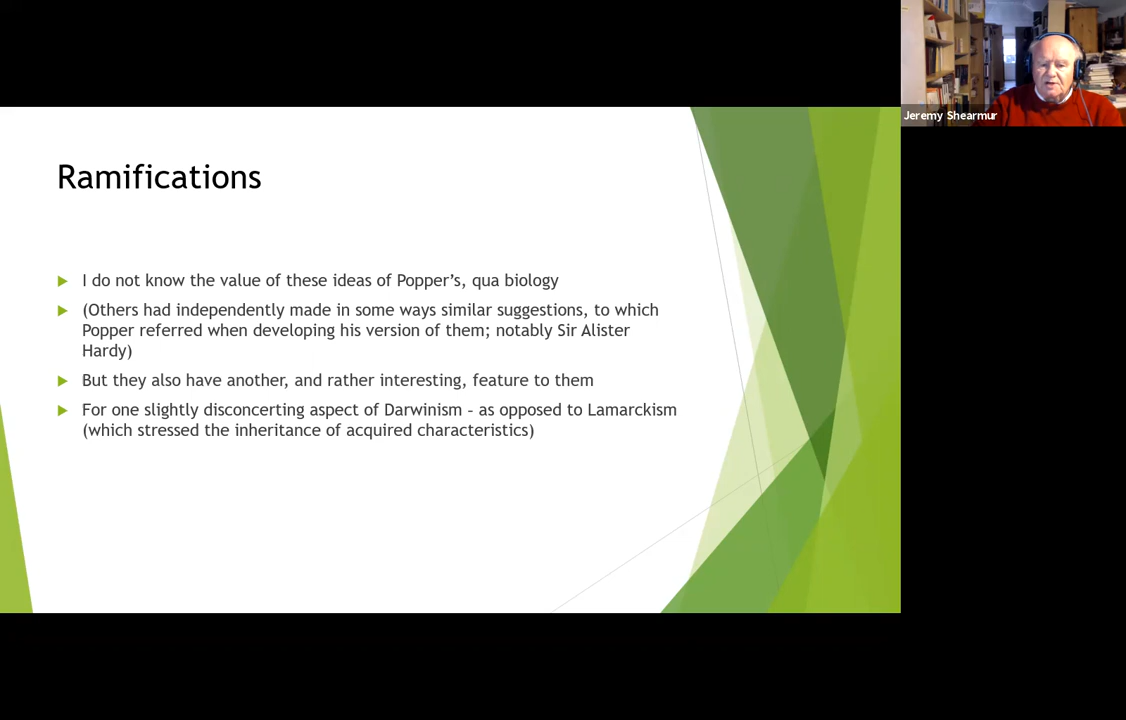 Jeremy Shearmur
Ramifications
I do not know the value of these ideas of Popper's, qua biology
(Others had independently made in some ways similar suggestions, to which
Popper referred when developing his version of them; notably Sir Alister
Hardy)
But they also have another, and rather interesting, feature to them
For one slightly disconcerting aspect of Darwinism – as opposed to Lamarckism
(which stressed the inheritance of acquired characteristics)